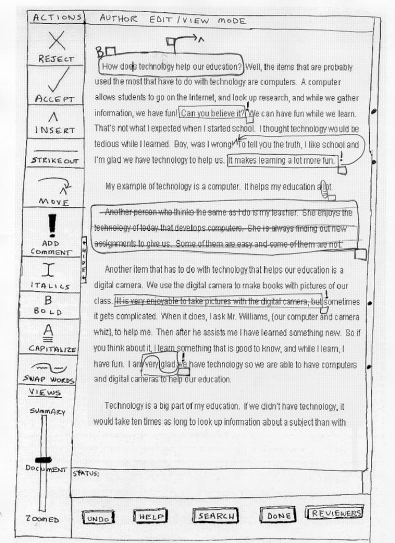 ACTIONS
AUTHOR EDIT/VIEW MODE
REJECT
ACCEPT
INSERT
STRIKEOUT
MOVE
ADD
COMMENT
ITALICS
B
BOLD
A
CAPITALIZE
SWAP WORDS
VIEWS
SUMMARY
DOCUMENT
ZOOMED
B
How does technology help our education? Well, the items that are probably
used the most that have to do with technology are computers. A computer
allows students to go on the Internet, and look up research, and while we gather
information, we have fun! Can you believe it? We can have fun while we learn.
That's not what I expected when I started school. I thought technology would be
tedious while I learned. Boy, was I wrong! To tell you the truth, I like school and
I'm glad we have technology to help us. It makes learning a lot more fun.
My example of technology is a computer. It helps my education alot.
Another person who thinks the same as I do is my teacher. She enjoys the
technology of today that develops computers. She is always finding out new
assignments to give us. Some of them are easy and some of them are not.
Another item that has to do with technology that helps our education is a
digital camera. We use the digital camera to make books with pictures of our
class. It is very enjoyable to take pictures with the digital camera, but sometimes
it gets complicated. When it does, I ask Mr. Williams, (our computer and camera
whiz), to help me. Then after he assists me I have learned something new. So if
you think about it, I learn something that is good to know, and while I learn, I
have fun. I am very glad we have technology so we are able to have computers
and digital cameras to help our education.
Technology is a big part of my education. If we didn't have technology, it
would take ten times as long to look up information about a subject than with
STATUS:
UNDO
HELP
SEARCH
DONE
REVIEWERS